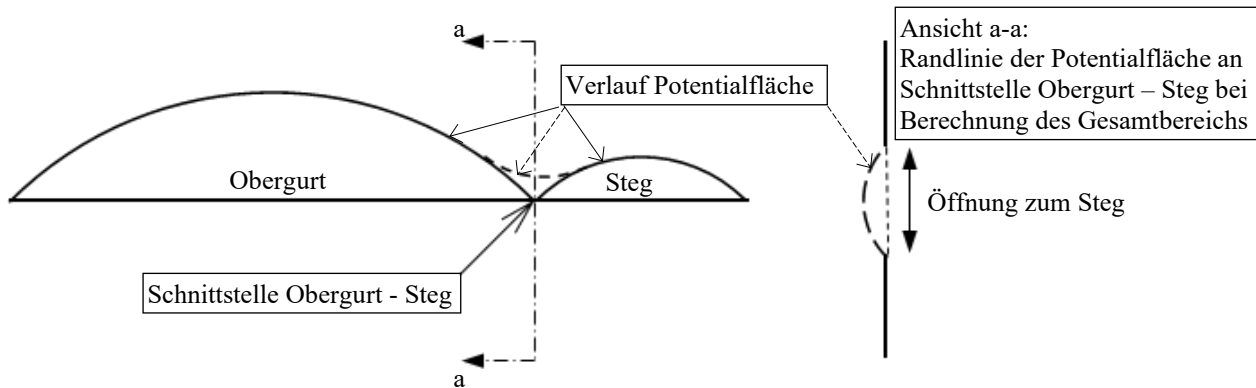 a
Ansicht a-a:
Randlinie der Potentialfläche an
Schnittstelle Obergurt – Steg bei
Berechnung des Gesamtbereichs
Verlauf Potentialfläche
Obergurt
Steg
Öffnung zum Steg
Schnittstelle Obergurt - Steg
a